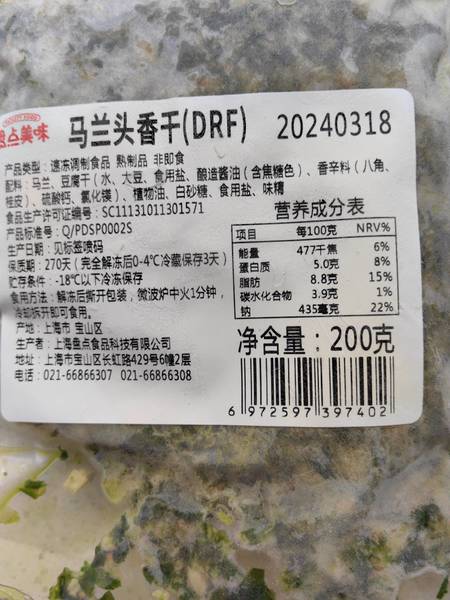 盘点美味
马兰头香干(DRF) 20240318
产品类型：速冻调制食品 熟制品 非即食
配料：马兰、豆腐干（水、大豆、食用盐、酿造酱油（含焦糖色）、香辛料（八角、
桂皮）、硫酸钙、氯化镁）、植物油、白砂糖、食用盐、味精
食品生产许可证编号：SC11131011301571
产品标准号：Q/PDSP0002S
生产日期：见标签喷码
保质期：270天（完全解冻后0-4℃冷藏保存3天）
贮存条件：-18℃以下冷冻保存
食用方法：解冻后撕开包装，微波炉中火1分钟，
冷却拆开即可食用。
产地：上海市 宝山区
生产者：上海盘点食品科技有限公司
地址：上海市宝山区长虹路429号6幢2层
电话：021-66866307 021-66866308
营养成分表
项目 每100克 NRV%
能量 477千焦 6%
蛋白质 5.0克 8%
脂肪 8.8克 15%
碳水化合物 3.9克 1%
钠 435毫克 22%
净含量：200克
6 972597 397402